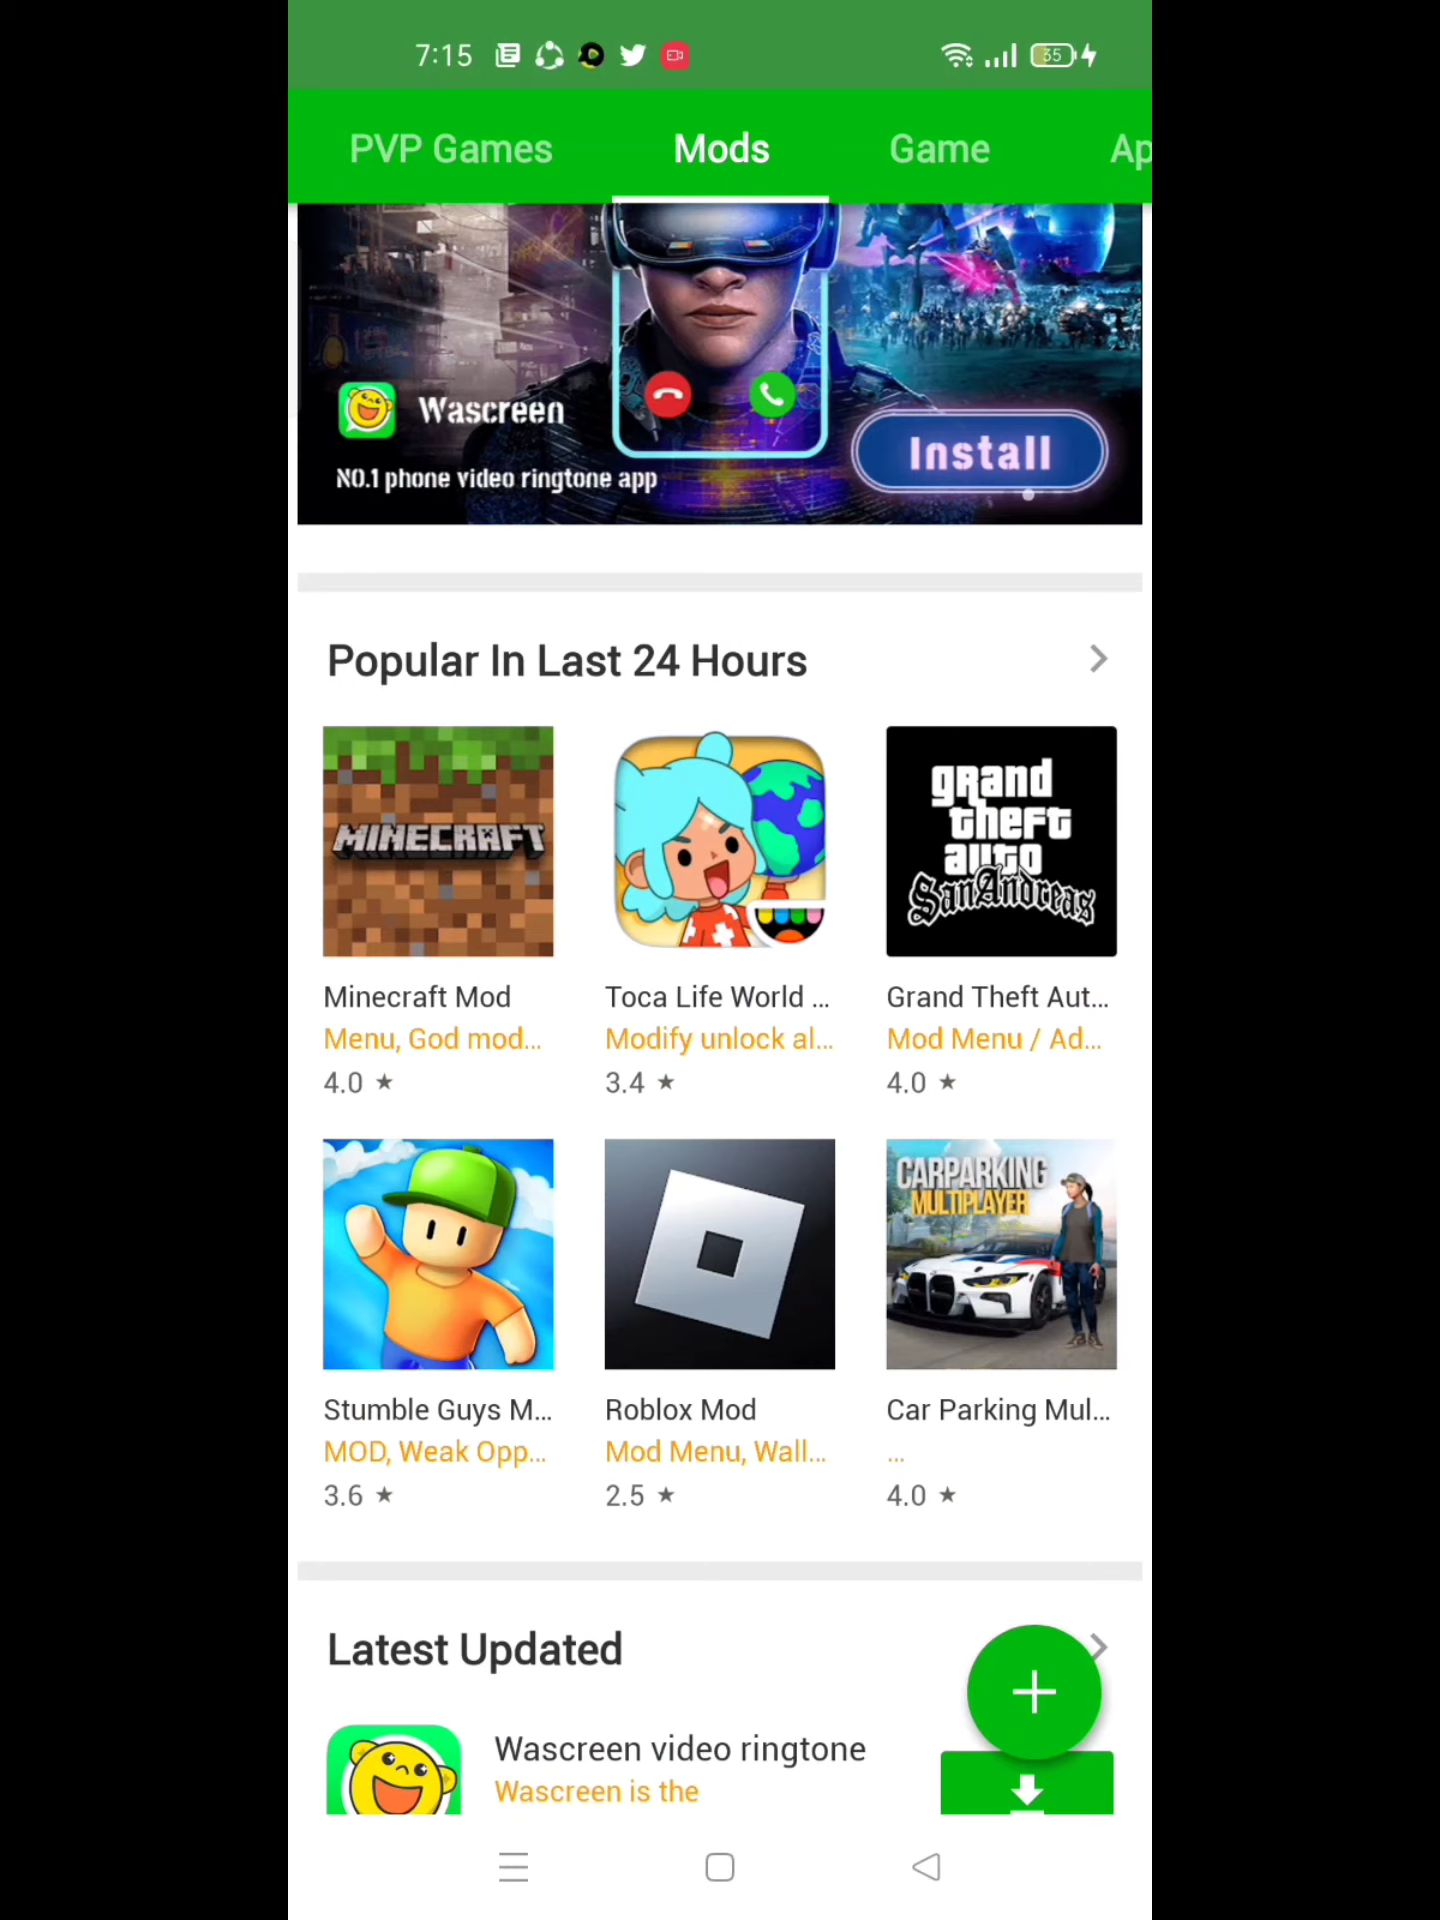 7:15
35
PVP Games Mods Game Ap
Wascreen
NO.1 phone video ringtone app
Install
Popular In Last 24 Hours
MINECRAFT
grand
theft
auto
San Andreas
Minecraft Mod
Menu, God mod...
4.0 ★
Toca Life World ...
Modify unlock al...
3.4 ★
Grand Theft Aut...
Mod Menu / Ad...
4.0 ★
CARPARKING
MULTIPLAYER
Stumble Guys M...
MOD, Weak Opp...
3.6 ★
Roblox Mod
Mod Menu, Wall...
2.5 ★
Car Parking Mul...
...
4.0 ★
Latest Updated
Wascreen video ringtone
Wascreen is the